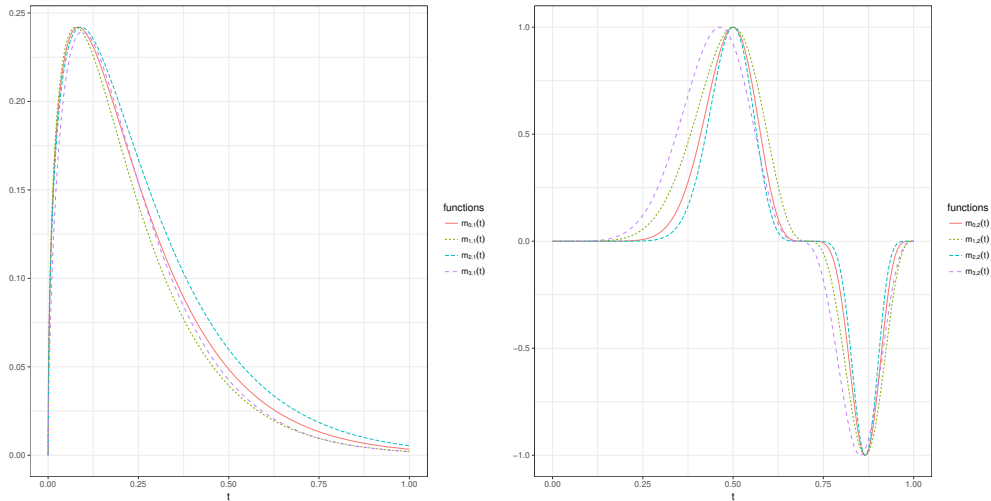 0.25
0.20
0.15
0.10
0.05
0.00
0.00 0.25 0.50 0.75 1.00
t
functions
m0,1(t)
m1,1(t)
m2,1(t)
m3,1(t)
1.0
0.5
0.0
−0.5
−1.0
0.00 0.25 0.50 0.75 1.00
t
functions
m0,2(t)
m1,2(t)
m2,2(t)
m3,2(t)